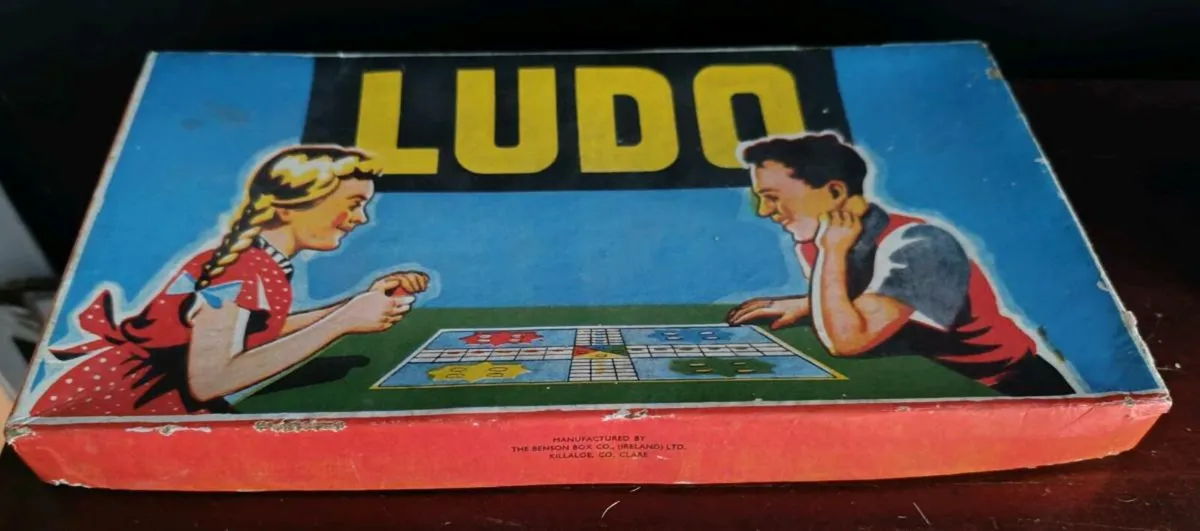 LUDO
MANUFACTURED BY
THE BENSON BOX CO., (IRELAND) LTD.
KILLALOE, CO. CLARE